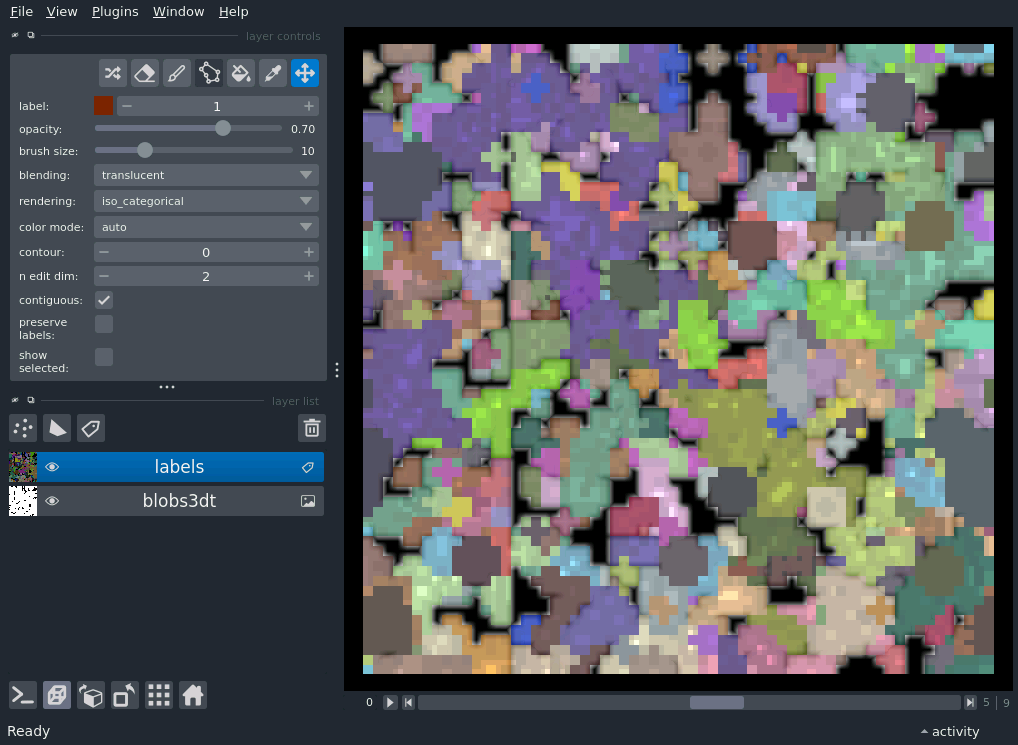 File View Plugins Window Help
layer controls
label: 1
opacity: 0.70
brush size: 10
blending: translucent
rendering: iso_categorical
color mode: auto
contour: 0
n edit dim: 2
contiguous:
preserve
labels:
show
selected:
layer list
labels
blobs3dt
0 5 9
Ready activity